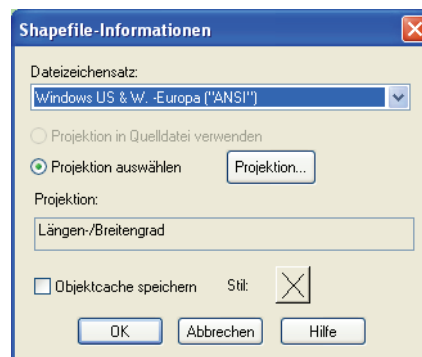 Shapefile-Informationen
Dateizeichensatz:
Windows US & W. -Europa ("ANSI")
Projektion in Quelldatei verwenden
Projektion auswählen
Projektion...
Projektion:
Längen-/Breitengrad
Objektcache speichern
Stil:
OK
Abbrechen
Hilfe